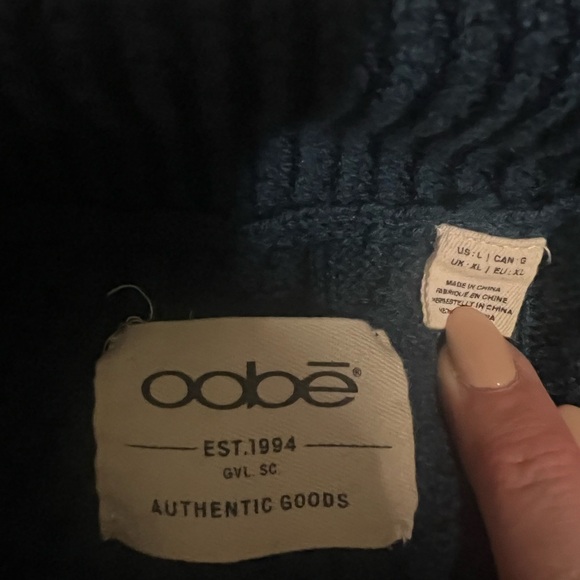 oobē®
EST.1994
GVL SC
AUTHENTIC GOODS
US: L | CAN: G
UK: XL / EU: XL
MADE IN CHINA
FABRIQUÉ EN CHINE
HERGESTELLT IN CHINA